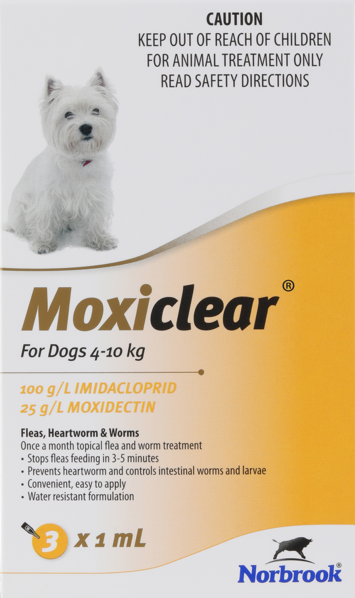 CAUTION
KEEP OUT OF REACH OF CHILDREN
FOR ANIMAL TREATMENT ONLY
READ SAFETY DIRECTIONS
Moxiclear®
For Dogs 4-10 kg
100 g/L IMIDACLOPRID
25 g/L MOXIDECTIN
Fleas, Heartworm & Worms
Once a month topical flea and worm treatment
• Stops fleas feeding in 3-5 minutes
• Prevents heartworm and controls intestinal worms and larvae
• Convenient, easy to apply
• Water resistant formulation
3 x 1 mL
Norbrook®